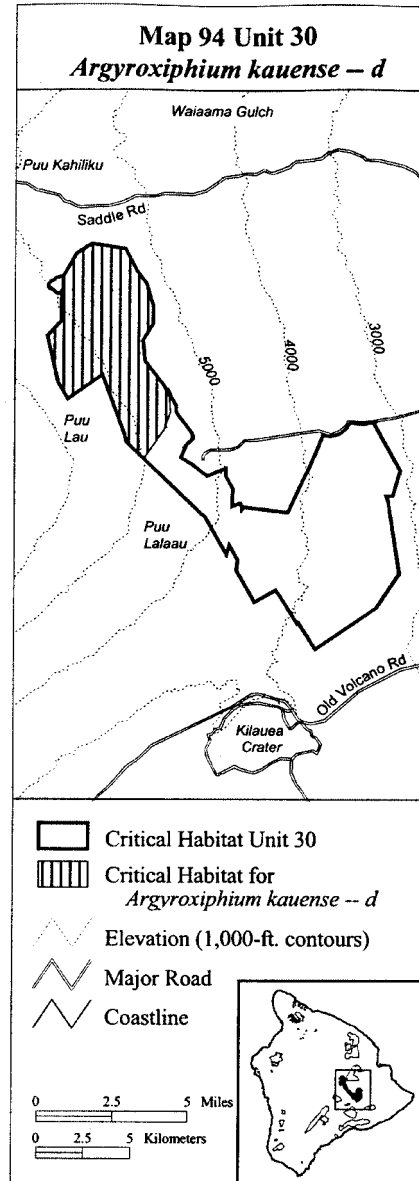 Map 94 Unit 30
Argyroxiphium kauense -- d
Waiaama Gulch
Puu Kahiliku
Saddle Rd
5000
4000
3000
Puu
Lau
Puu
Lalaau
Old Volcano Rd
Kilauea
Crater
Critical Habitat Unit 30
Critical Habitat for
Argyroxiphium kauense -- d
Elevation (1,000-ft. contours)
Major Road
Coastline
0 2.5 5 Miles
0 2.5 5 Kilometers